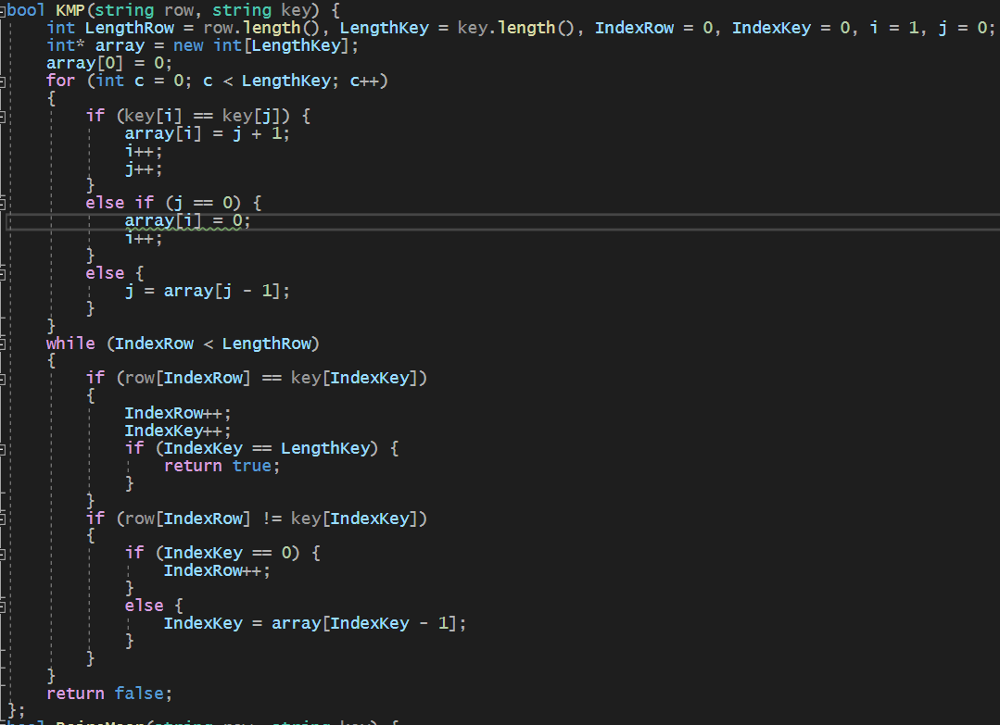 bool KMP(string row, string key) {
    int LengthRow = row.length(), LengthKey = key.length(), IndexRow = 0, IndexKey = 0, i = 1, j = 0;
    int* array = new int[LengthKey];
    array[0] = 0;
    for (int c = 0; c < LengthKey; c++)
    {
        if (key[i] == key[j]) {
            array[i] = j + 1;
            i++;
            j++;
        }
        else if (j == 0) {
            array[i] = 0;
            i++;
        }
        else {
            j = array[j - 1];
        }
    }
    while (IndexRow < LengthRow)
    {
        if (row[IndexRow] == key[IndexKey])
        {
            IndexRow++;
            IndexKey++;
            if (IndexKey == LengthKey) {
                return true;
            }
        }
        if (row[IndexRow] != key[IndexKey])
        {
            if (IndexKey == 0) {
                IndexRow++;
            }
            else {
                IndexKey = array[IndexKey - 1];
            }
        }
    }
    return false;
};